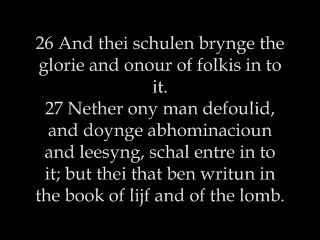 26 And thei schulen brynge the
glorie and onour of folkis in to
it.
27 Nether ony man defoulid,
and doynge abhominacioun
and leesyng, schal entre in to
it; but thei that ben writun in
the book of lijf and of the lomb.